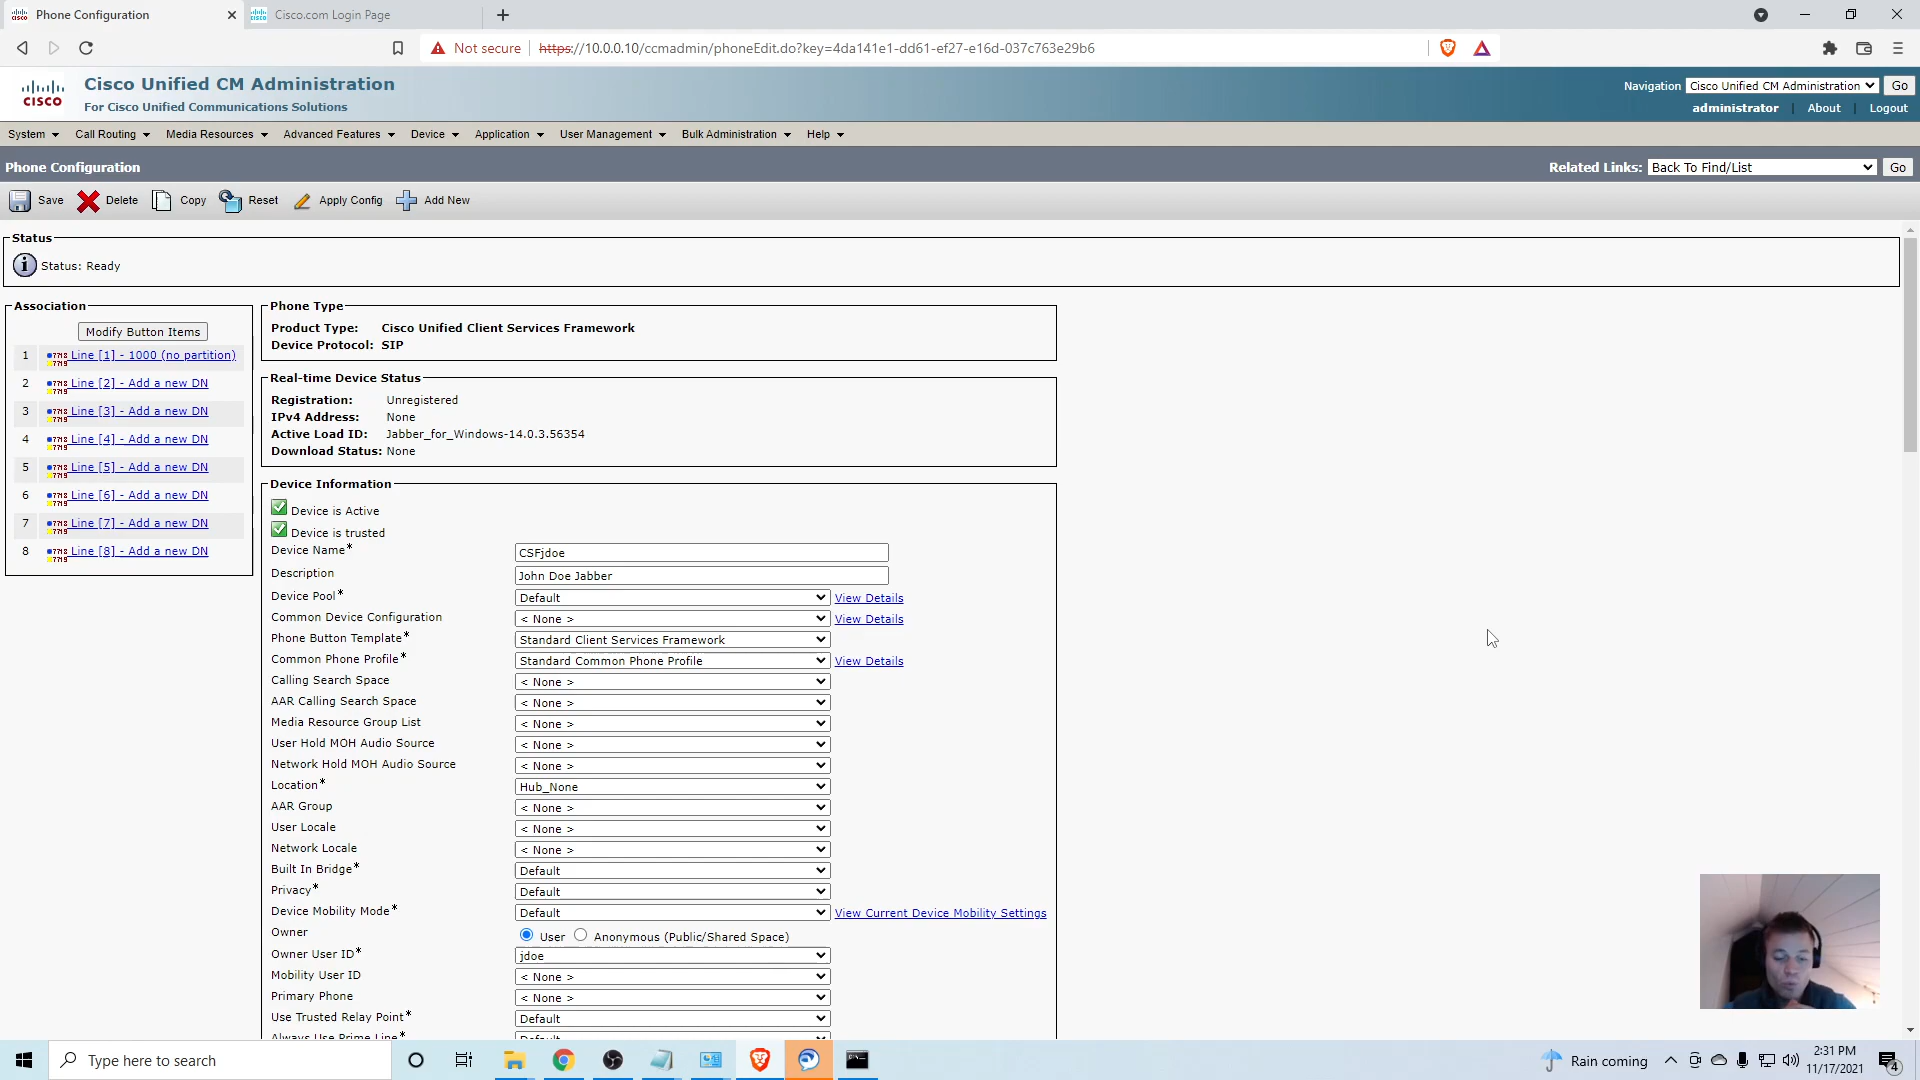 Phone Configuration
Cisco.com Login Page
Not secure
https://10.0.0.10/ccmadmin/phoneEdit.do?key=4da141e1-dd61-ef27-e16d-037c763e29b6
CISCO
Cisco Unified CM Administration
For Cisco Unified Communications Solutions
Navigation Cisco Unified CM Administration Go
administrator | About | Logout
System Call Routing Media Resources Advanced Features Device Application User Management Bulk Administration Help
Phone Configuration
Related Links: Back To Find/List Go
Save Delete Copy Reset Apply Config Add New
Status
Status: Ready
Association
Modify Button Items
1 Line [1] - 1000 (no partition)
2 Line [2] - Add a new DN
3 Line [3] - Add a new DN
4 Line [4] - Add a new DN
5 Line [5] - Add a new DN
6 Line [6] - Add a new DN
7 Line [7] - Add a new DN
8 Line [8] - Add a new DN
Phone Type
Product Type: Cisco Unified Client Services Framework
Device Protocol: SIP
Real-time Device Status
Registration: Unregistered
IPv4 Address: None
Active Load ID: Jabber_for_Windows-14.0.3.56354
Download Status: None
Device Information
Device is Active
Device is trusted
Device Name* CSFjdoe
Description John Doe Jabber
Device Pool* Default View Details
Common Device Configuration < None > View Details
Phone Button Template* Standard Client Services Framework
Common Phone Profile* Standard Common Phone Profile View Details
Calling Search Space < None >
AAR Calling Search Space < None >
Media Resource Group List < None >
User Hold MOH Audio Source < None >
Network Hold MOH Audio Source < None >
Location* Hub_None
AAR Group < None >
User Locale < None >
Network Locale < None >
Built In Bridge* Default
Privacy* Default
Device Mobility Mode* Default View Current Device Mobility Settings
Owner User Anonymous (Public/Shared Space)
Owner User ID* jdoe
Mobility User ID < None >
Primary Phone < None >
Use Trusted Relay Point* Default
Always Use Prime Line* Default
Type here to search
Rain coming
2:31 PM
11/17/2021
4